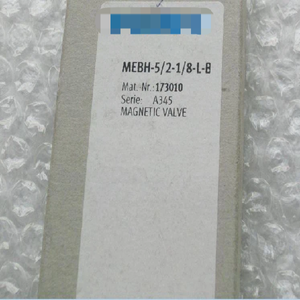 MEBH-5/2-1/8-L-B
Mat.-Nr.:173010
Serie: A345
MAGNETIC VALVE